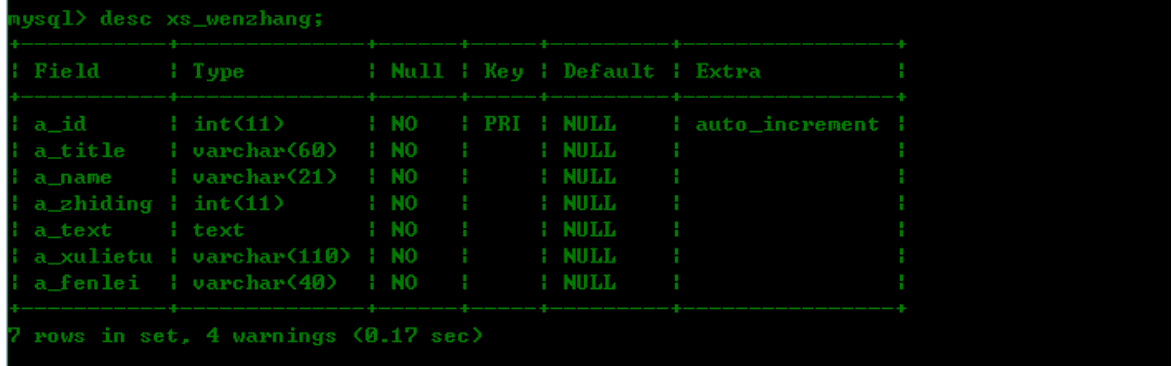 mysql> desc xs_wenzhang;
+-----------+--------------+------+-----+---------+----------------+
| Field     | Type         | Null | Key | Default | Extra          |
+-----------+--------------+------+-----+---------+----------------+
| a_id      | int(11)      | NO   | PRI | NULL    | auto_increment |
| a_title   | varchar(60)  | NO   |     | NULL    |                |
| a_name    | varchar(21)  | NO   |     | NULL    |                |
| a_zhiding | int(11)      | NO   |     | NULL    |                |
| a_text    | text         | NO   |     | NULL    |                |
| a_xulietu | varchar(110) | NO   |     | NULL    |                |
| a_fenlei  | varchar(40)  | NO   |     | NULL    |                |
+-----------+--------------+------+-----+---------+----------------+
7 rows in set, 4 warnings (0.17 sec)